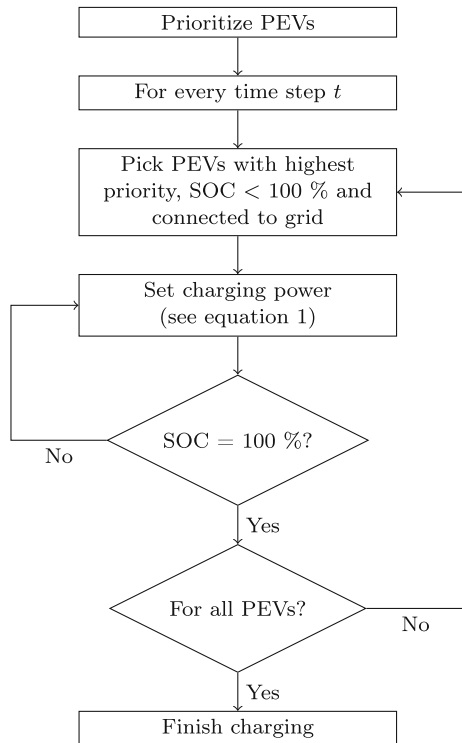 Prioritize PEVs
For every time step t
Pick PEVs with highest
priority, SOC < 100 % and
connected to grid
Set charging power
(see equation 1)
SOC = 100 %?
No
Yes
For all PEVs?
No
Yes
Finish charging